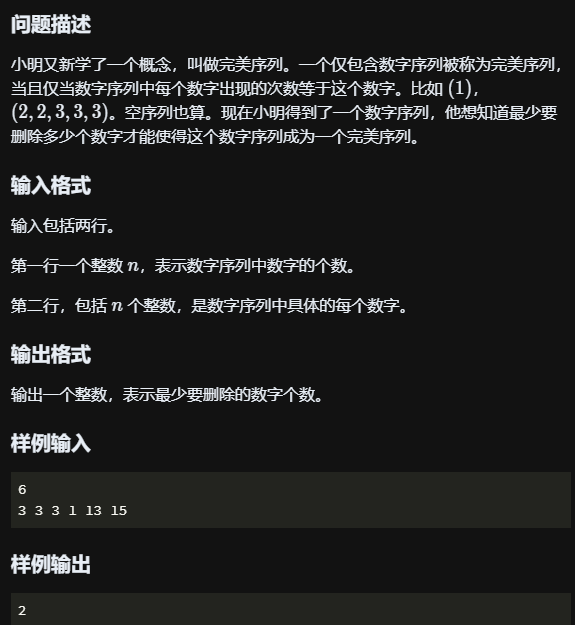 问题描述
小明又新学了一个概念，叫做完美序列。一个仅包含数字序列被称为完美序列，
当且仅当数字序列中每个数字出现的次数等于这个数字。比如 (1)，
(2, 2, 3, 3, 3)。空序列也算。现在小明得到了一个数字序列，他想知道最少要
删除多少个数字才能使得这个数字序列成为一个完美序列。
输入格式
输入包括两行。
第一行一个整数 n，表示数字序列中数字的个数。
第二行，包括 n 个整数，是数字序列中具体的每个数字。
输出格式
输出一个整数，表示最少要删除的数字个数。
样例输入
6
3 3 3 1 13 15
样例输出
2